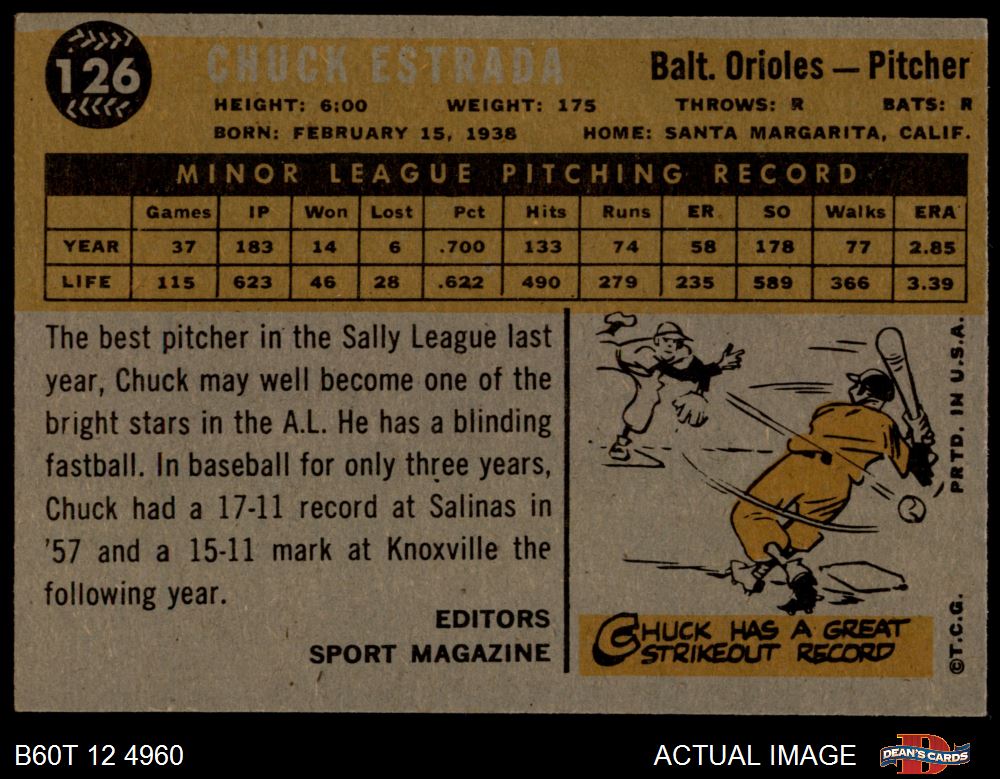 126
CHUCK ESTRADA
Balt. Orioles — Pitcher
HEIGHT: 6:00 WEIGHT: 175 THROWS: R BATS: R
BORN: FEBRUARY 15, 1938 HOME: SANTA MARGARITA, CALIF.
MINOR LEAGUE PITCHING RECORD
Games IP Won Lost Pct Hits Runs ER SO Walks ERA
YEAR 37 183 14 6 .700 133 74 58 178 77 2.85
LIFE 115 623 46 28 .622 490 279 235 589 366 3.39
The best pitcher in the Sally League last
year, Chuck may well become one of the
bright stars in the A.L. He has a blinding
fastball. In baseball for only three years,
Chuck had a 17-11 record at Salinas in
'57 and a 15-11 mark at Knoxville the
following year.
EDITORS
SPORT MAGAZINE
CHUCK HAS A GREAT
STRIKEOUT RECORD
©T.C.G. PRTD. IN U.S.A.
B60T 12 4960
ACTUAL IMAGE
DEAN'S CARDS